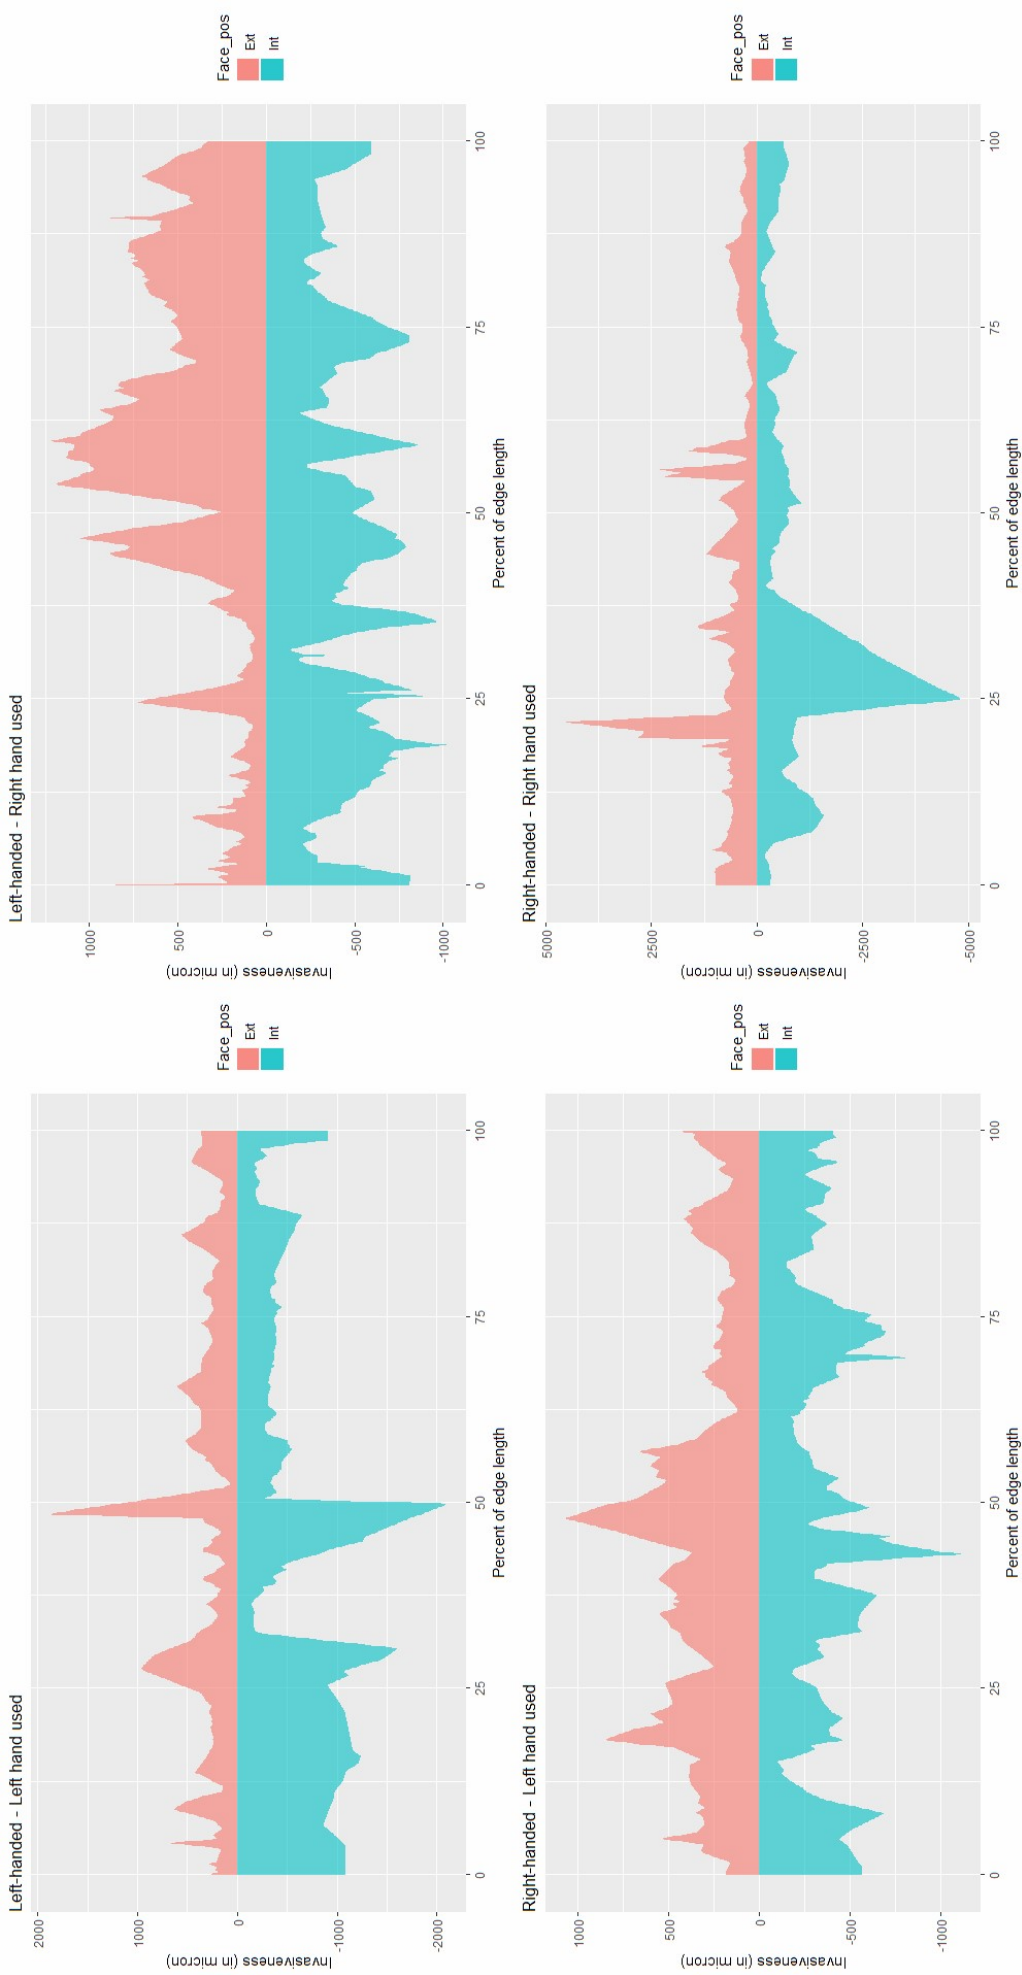 Left-handed - Left hand used
Invasiveness (in micron)
2000
1000
0
-1000
-2000
0
25
50
75
100
Percent of edge length
Face_pos
Ext
Int
Left-handed - Right hand used
Invasiveness (in micron)
1000
500
0
-500
-1000
0
25
50
75
100
Percent of edge length
Face_pos
Ext
Int
Right-handed - Left hand used
Invasiveness (in micron)
1000
500
0
-500
-1000
0
25
50
75
100
Percent of edge length
Face_pos
Ext
Int
Right-handed - Right hand used
Invasiveness (in micron)
5000
2500
0
-2500
-5000
0
25
50
75
100
Percent of edge length
Face_pos
Ext
Int